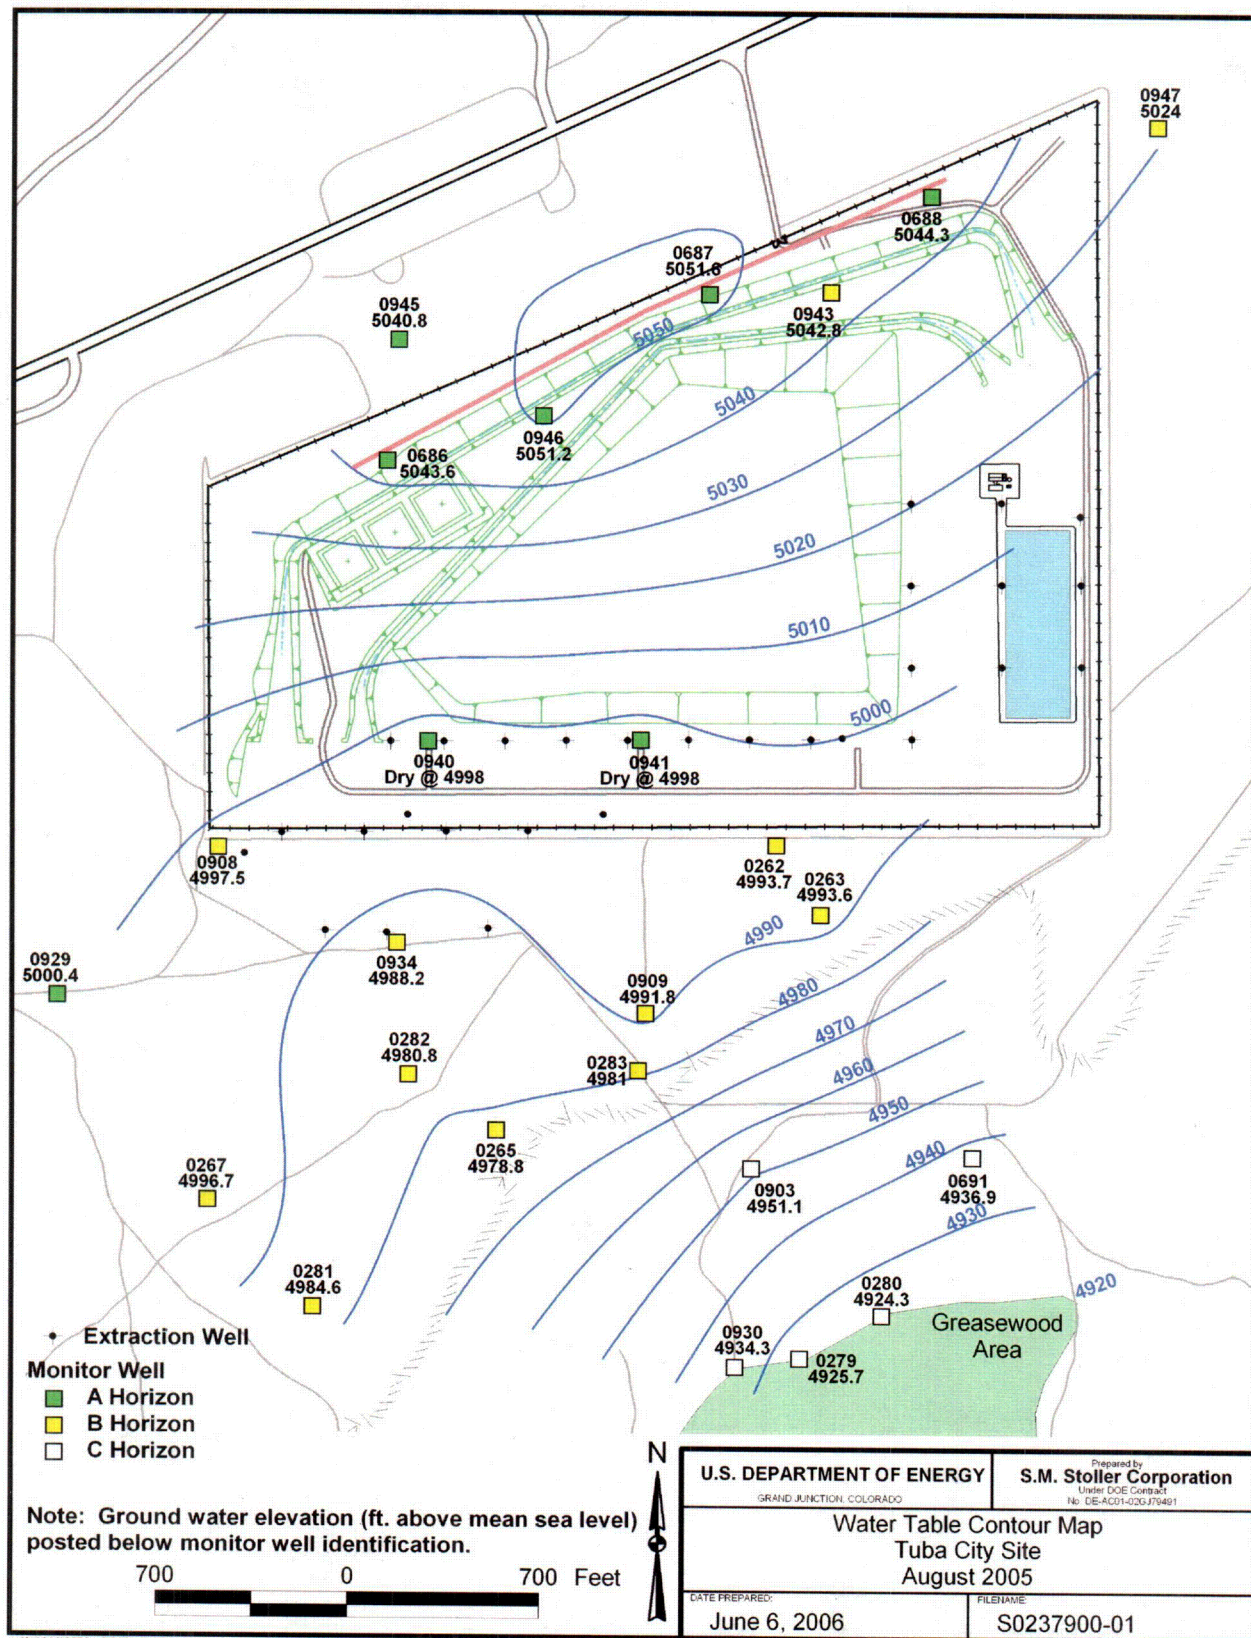 0947
5024
0688
5044.3
0687
5051.6
0943
5042.8
0945
5040.8
5050
5040
0946
5051.2
0686
5043.6
5030
5020
5010
5000
0940
Dry @ 4998
0941
Dry @ 4998
0908
4997.5
0262
4993.7
0263
4993.6
4990
0934
4988.2
0929
5000.4
0909
4991.8
4980
4970
0282
4980.8
0283
4981
4960
4950
0265
4978.8
4940
0267
4996.7
0903
4951.1
0691
4936.9
4930
0281
4984.6
0280
4924.3
4920
Greasewood
Area
0930
4934.3
0279
4925.7
Extraction Well
Monitor Well
A Horizon
B Horizon
C Horizon
N
Note: Ground water elevation (ft. above mean sea level)
posted below monitor well identification.
700 0 700 Feet
U.S. DEPARTMENT OF ENERGY
GRAND JUNCTION, COLORADO
Prepared by
S.M. Stoller Corporation
Under DOE Contract
No. DE-AC01-02GJ79491
Water Table Contour Map
Tuba City Site
August 2005
DATE PREPARED:
June 6, 2006
FILENAME:
S0237900-01